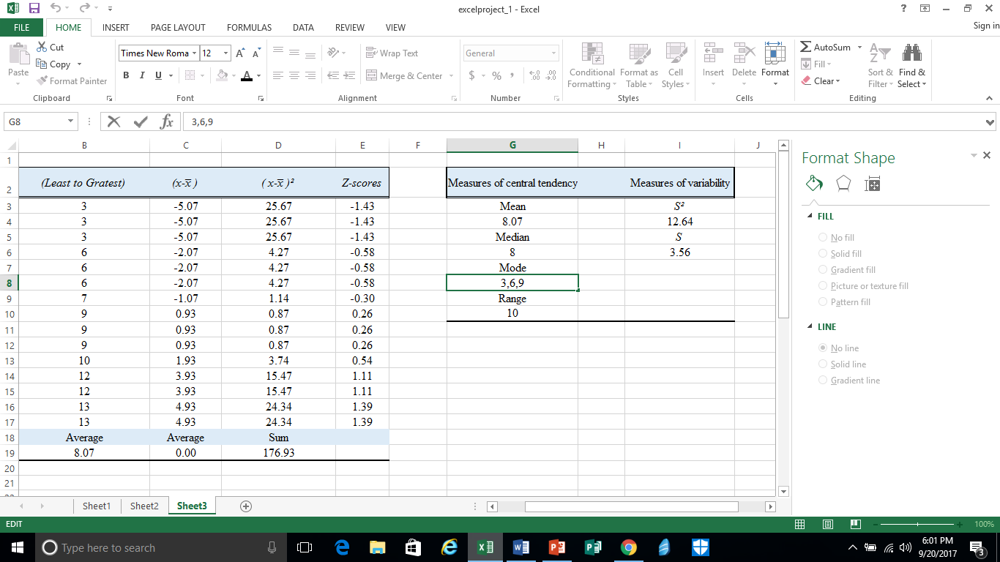 excelproject_1 - Excel
FILE HOME INSERT PAGE LAYOUT FORMULAS DATA REVIEW VIEW Sign in
Paste Cut
Copy
Format Painter
Clipboard
Times New Roma 12
B I U
Font
Wrap Text
Merge & Center
Alignment
General
$ % ,
Number
Conditional Formatting
Format as Table
Cell Styles
Styles
Insert Delete Format
Cells
AutoSum
Fill
Clear
Sort & Filter
Find & Select
Editing
G8 fx 3,6,9
B C D E F G H I J
1
2 (Least to Gratest) (x-x̅ ) ( x-x̅ )² Z-scores Measures of central tendency Measures of variability
3 3 -5.07 25.67 -1.43 Mean S²
4 3 -5.07 25.67 -1.43 8.07 12.64
5 3 -5.07 25.67 -1.43 Median S
6 6 -2.07 4.27 -0.58 8 3.56
7 6 -2.07 4.27 -0.58 Mode
8 6 -2.07 4.27 -0.58 3,6,9
9 7 -1.07 1.14 -0.30 Range
10 9 0.93 0.87 0.26 10
11 9 0.93 0.87 0.26
12 9 0.93 0.87 0.26
13 10 1.93 3.74 0.54
14 12 3.93 15.47 1.11
15 12 3.93 15.47 1.11
16 13 4.93 24.34 1.39
17 13 4.93 24.34 1.39
18 Average Average Sum
19 8.07 0.00 176.93
20
21
Format Shape
FILL
No fill
Solid fill
Gradient fill
Picture or texture fill
Pattern fill
LINE
No line
Solid line
Gradient line
Sheet1 Sheet2 Sheet3
EDIT 100%
Type here to search
6:01 PM
9/20/2017
3